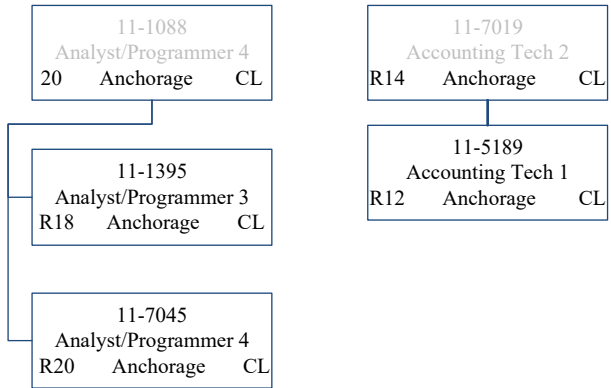 11-1088
Analyst/Programmer 4
20 Anchorage CL
11-1395
Analyst/Programmer 3
R18 Anchorage CL
11-7045
Analyst/Programmer 4
R20 Anchorage CL
11-7019
Accounting Tech 2
R14 Anchorage CL
11-5189
Accounting Tech 1
R12 Anchorage CL